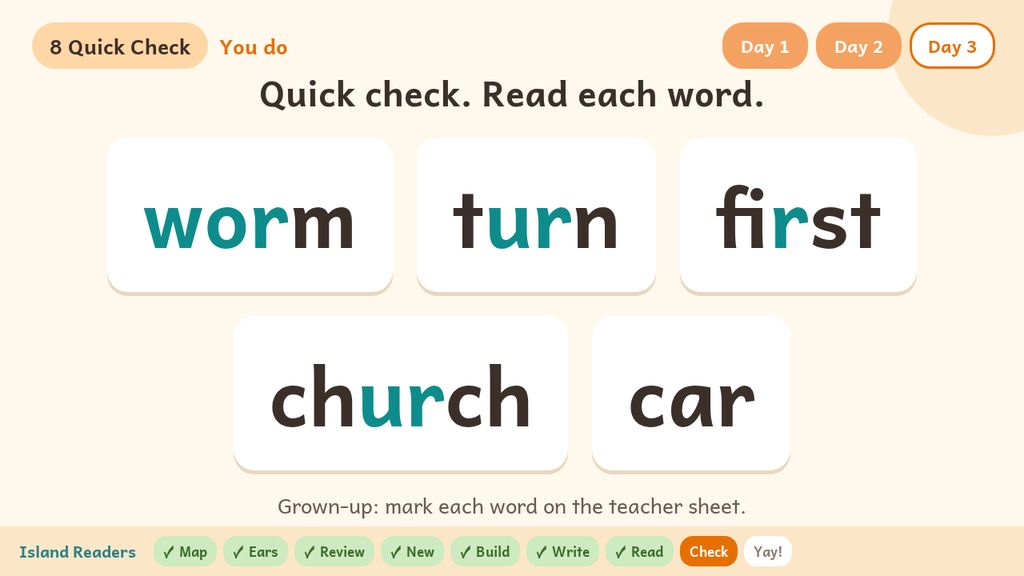 8 Quick Check You do Day 1 Day 2 Day 3
Quick check. Read each word.
worm turn first
church car
Grown-up: mark each word on the teacher sheet.
Island Readers ✓ Map ✓ Ears ✓ Review ✓ New ✓ Build ✓ Write ✓ Read Check Yay!